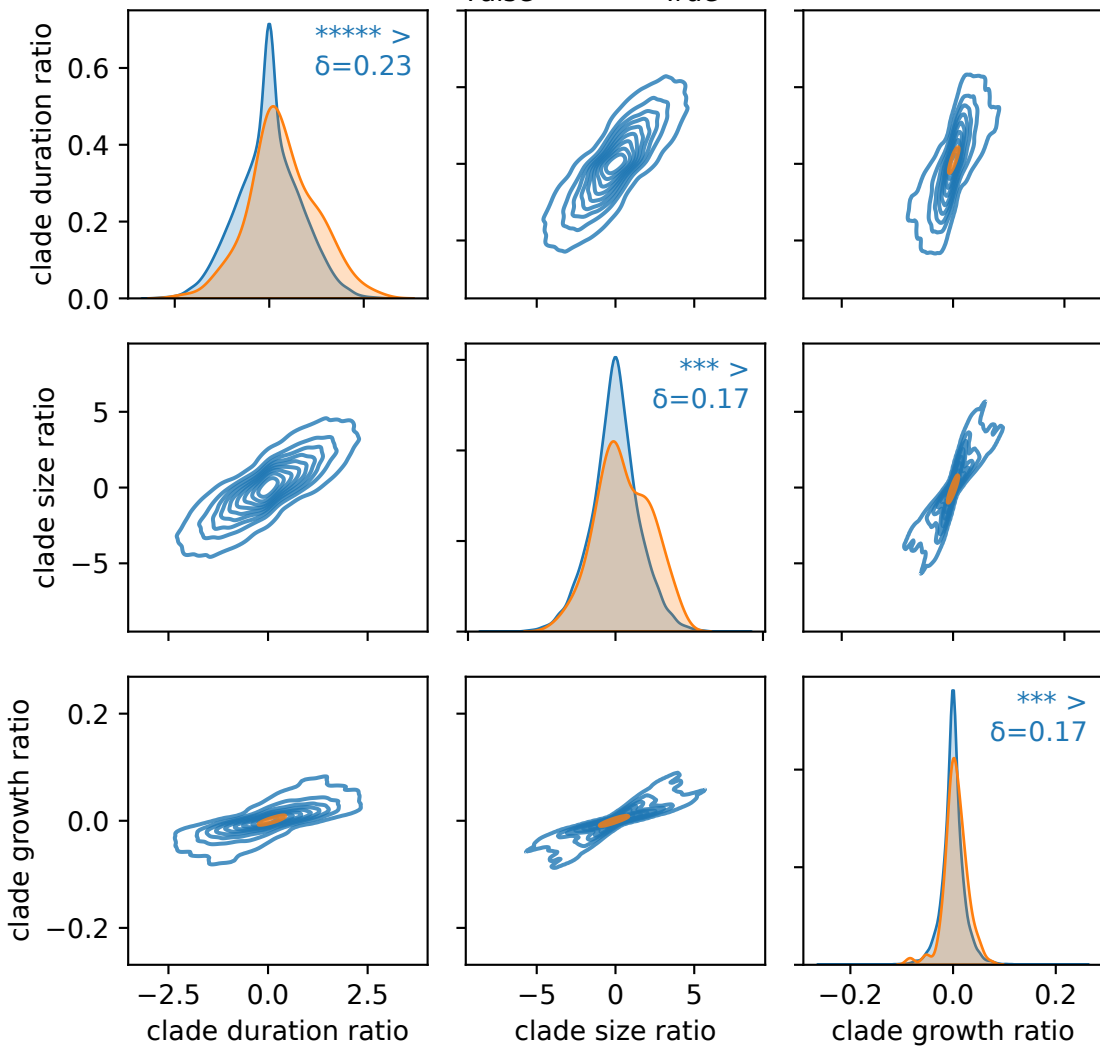 clade duration ratio
0.6
0.4
0.2
0.0
***** >
δ=0.23
−2.5
0.0
2.5
−5
0
5
−0.2
0.0
0.2
clade size ratio
5
0
−5
*** >
δ=0.17
clade growth ratio
0.2
0.0
−0.2
*** >
δ=0.17
clade duration ratio
clade size ratio
clade growth ratio